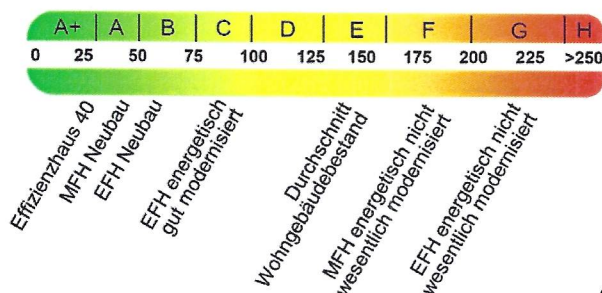 A+ A B C D E F G H
0 25 50 75 100 125 150 175 200 225 >250
Effizienzhaus 40
MFH Neubau
EFH Neubau
EFH energetisch
gut modernisiert
Durchschnitt
Wohngebäudebestand
MFH energetisch nicht
wesentlich modernisiert
EFH energetisch nicht
wesentlich modernisiert